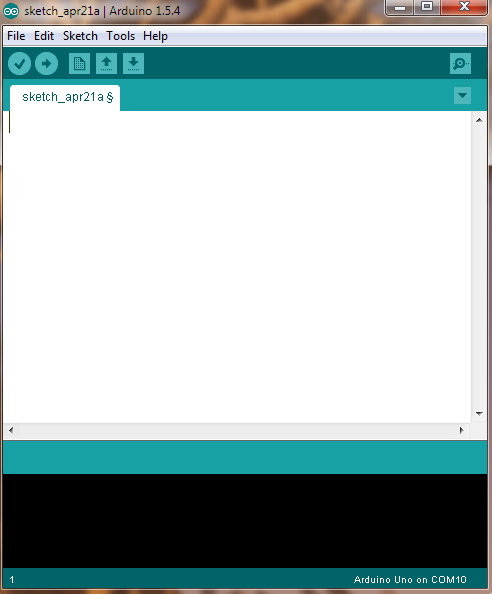 sketch_apr21a | Arduino 1.5.4
File Edit Sketch Tools Help
sketch_apr21a §
1 Arduino Uno on COM10